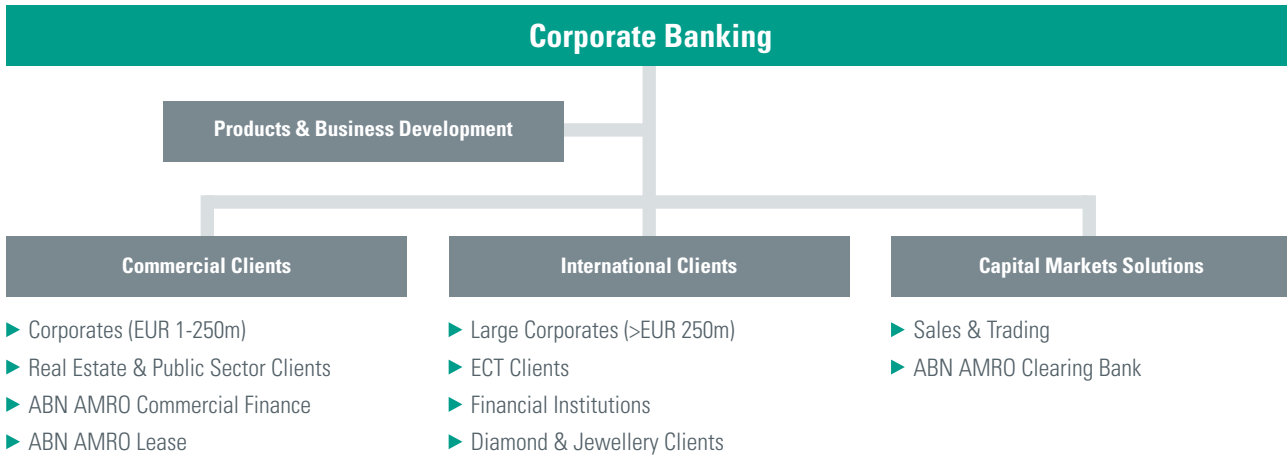 Corporate Banking
Products & Business Development
Commercial Clients
Corporates (EUR 1-250m)
Real Estate & Public Sector Clients
ABN AMRO Commercial Finance
ABN AMRO Lease
International Clients
Large Corporates (>EUR 250m)
ECT Clients
Financial Institutions
Diamond & Jewellery Clients
Capital Markets Solutions
Sales & Trading
ABN AMRO Clearing Bank